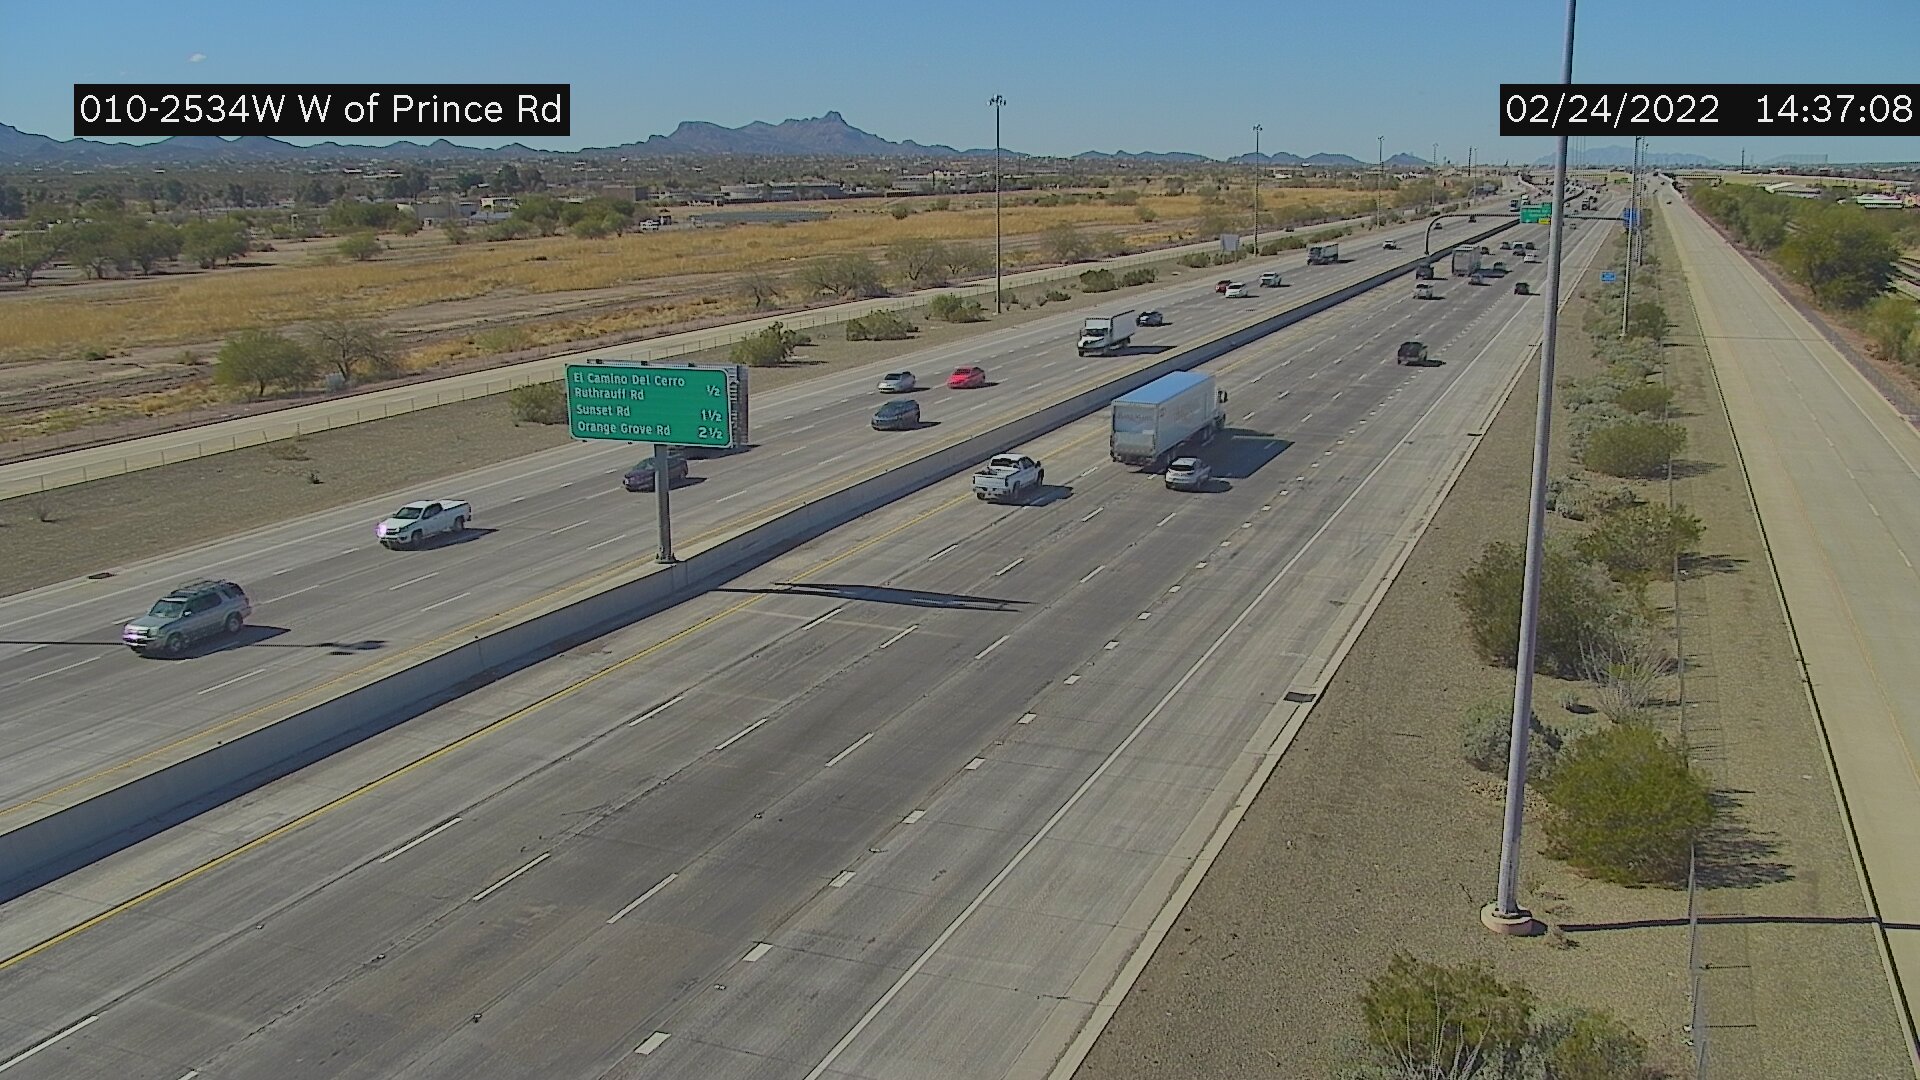 010-2534W W of Prince Rd
02/24/2022 14:37:08
El Camino Del Cerro
Ruthrauff Rd 1/2
Sunset Rd 1 1/2
Orange Grove Rd 2 1/2